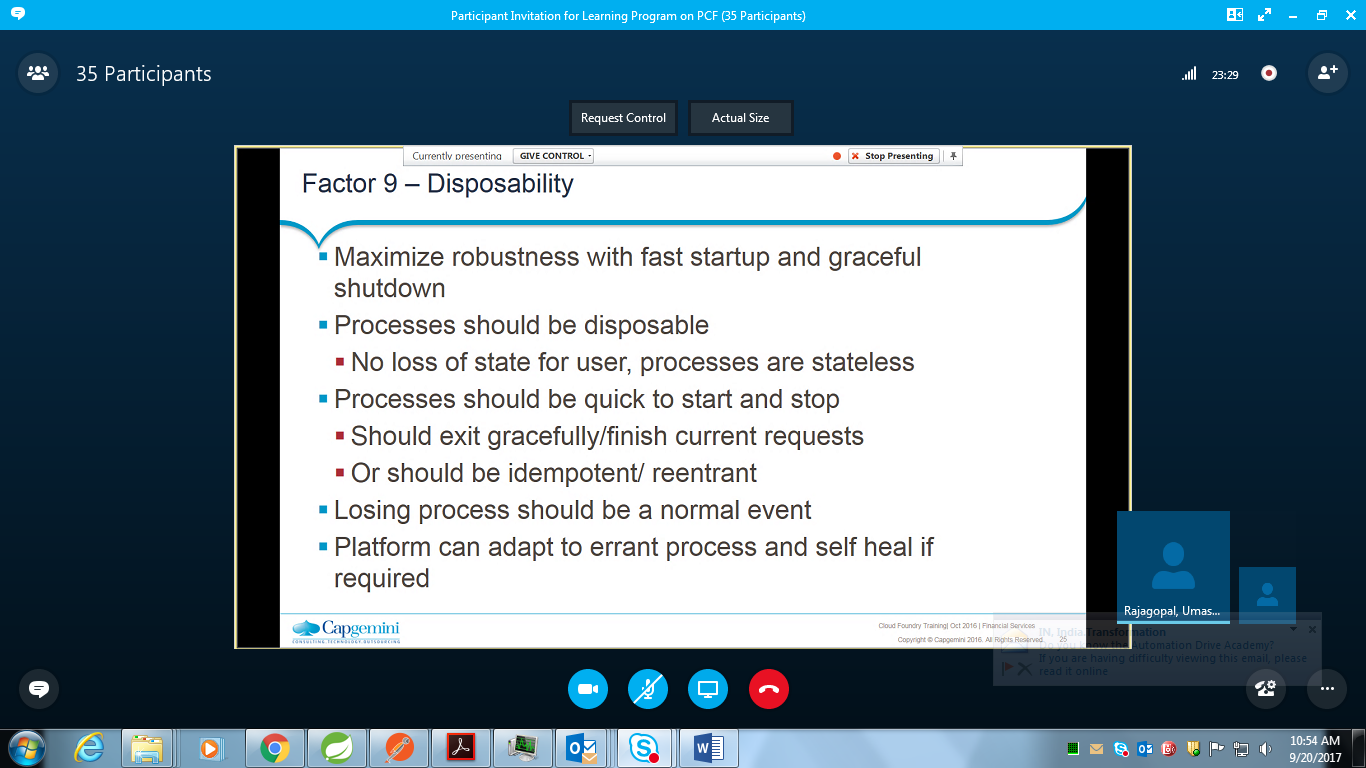 Participant Invitation for Learning Program on PCF (35 Participants)
35 Participants
23:29
Request Control
Actual Size
Currently presenting
GIVE CONTROL
Stop Presenting
Factor 9 – Disposability
Maximize robustness with fast startup and graceful
shutdown
Processes should be disposable
No loss of state for user, processes are stateless
Processes should be quick to start and stop
Should exit gracefully/finish current requests
Or should be idempotent/ reentrant
Losing process should be a normal event
Platform can adapt to errant process and self heal if
required
Capgemini
CONSULTING.TECHNOLOGY.OUTSOURCING
Cloud Foundry Training| Oct 2016 | Financial Services
Copyright © Capgemini 2016. All Rights Reserved.
25
Rajagopal, Umas...
IN, India.Transformation
Automation Drive Academy?
If you are having difficulty viewing this email, please
read it online
10:54 AM
9/20/2017